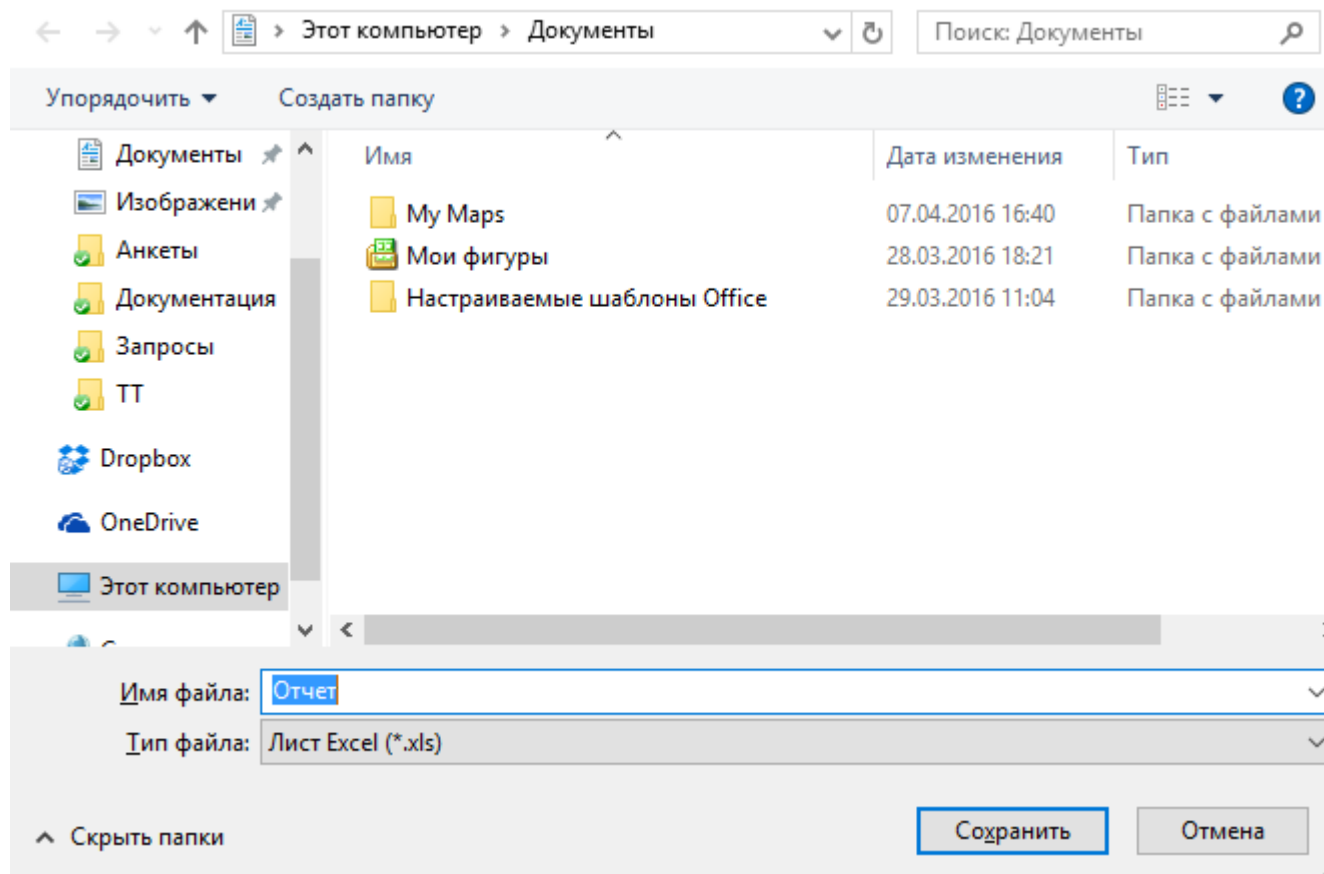 Этот компьютер > Документы
Поиск: Документы
Упорядочить
Создать папку
?
Документы
Изображени
Анкеты
Документация
Запросы
ТТ
Dropbox
OneDrive
Этот компьютер
Имя
Дата изменения
Тип
My Maps
07.04.2016 16:40
Папка с файлами
Мои фигуры
28.03.2016 18:21
Папка с файлами
Настраиваемые шаблоны Office
29.03.2016 11:04
Папка с файлами
Имя файла: Отчет
Тип файла: Лист Excel (*.xls)
Скрыть папки
Сохранить
Отмена